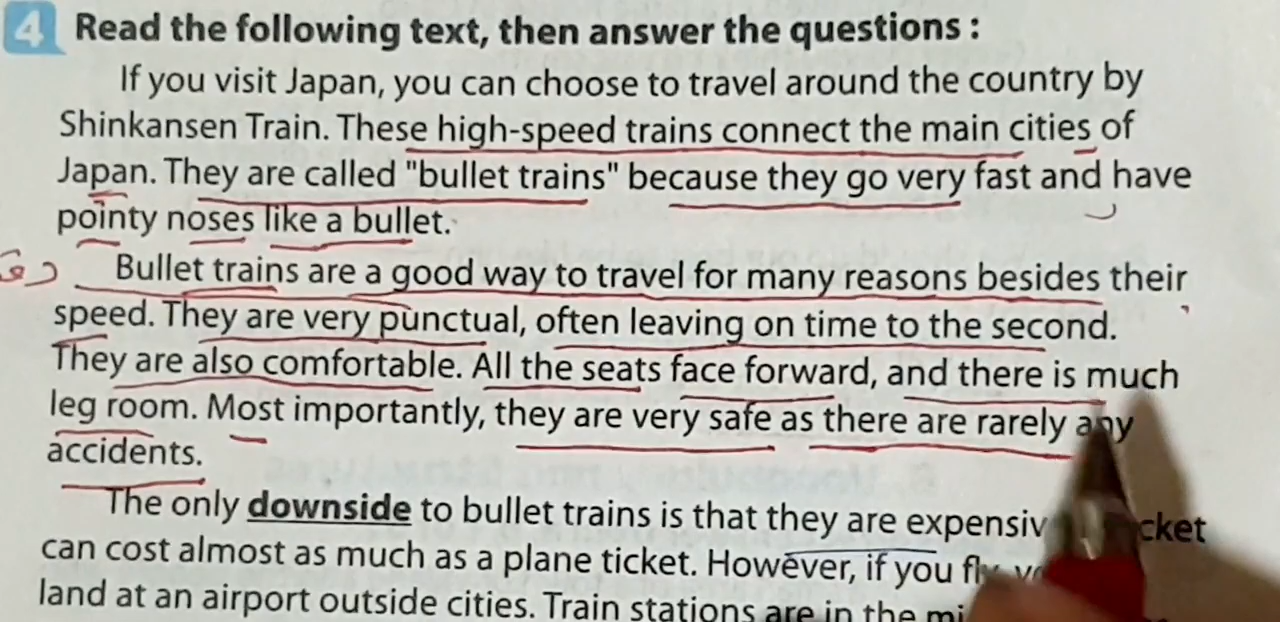 4 Read the following text, then answer the questions :
If you visit Japan, you can choose to travel around the country by
Shinkansen Train. These high-speed trains connect the main cities of
Japan. They are called "bullet trains" because they go very fast and have
pointy noses like a bullet.
Bullet trains are a good way to travel for many reasons besides their
speed. They are very punctual, often leaving on time to the second.
They are also comfortable. All the seats face forward, and there is much
leg room. Most importantly, they are very safe as there are rarely any
accidents.
The only downside to bullet trains is that they are
can cost almost as much as a plane ticket. However, if you
land at an airport outside cities. Train stations are in the